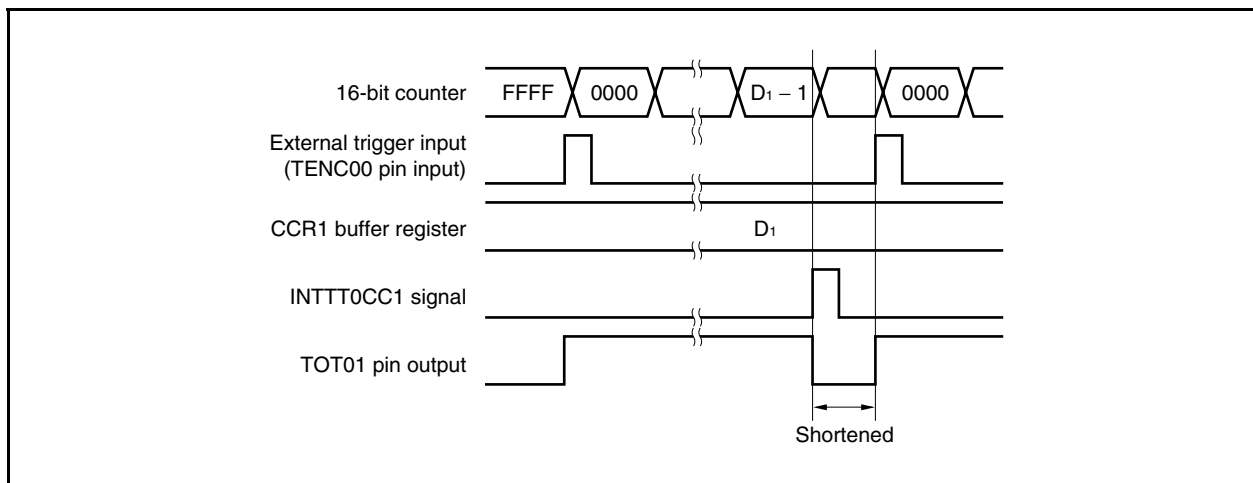 16-bit counter FFFF 0000 D1 – 1 0000
External trigger input
(TENC00 pin input)
CCR1 buffer register D1
INTTT0CC1 signal
TOT01 pin output
Shortened